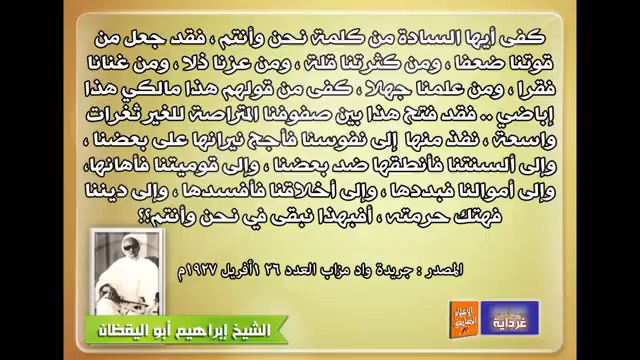 كفى أيها السادة من كلمة نحن وأنتم ، فقد جعل من
قوتنا ضعفا ، ومن كثرتنا قلة ، ومن عزنا ذلا ، ومن غنانا
فقرا ، ومن علمنا جهلا ، كفى من قولهم هذا مالكي هذا
إباضي .. فقد فتح هذا بين صفوفنا المتراصة للغير ثغرات
واسعة ، نفذ منها إلى نفوسنا فأجج نيرانها على بعضنا ،
وإلى ألسنتنا فأنطلقها ضد بعضنا ، وإلى قوميتنا فأهانها،
وإلى أموالنا فبددها ، وإلى أخلاقنا فأفسدها ، وإلى ديننا
فهتك حرمته ، أفبهذا نبقى في نحن وأنتم؟؟
المصدر : جريدة واد مزاب العدد ٢٦ ١أفريل ١٩٢٧م
الشيخ إبراهيم أبو اليقظان
غرداية